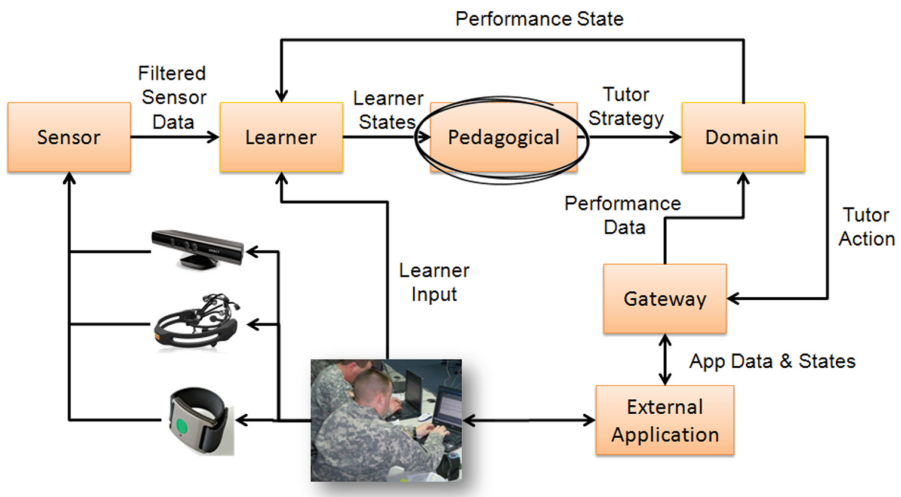 Performance State
Filtered
Sensor
Data
Learner
States
Tutor
Strategy
Sensor
Learner
Pedagogical
Domain
Performance
Data
Tutor
Action
Learner
Input
Gateway
App Data & States
External
Application